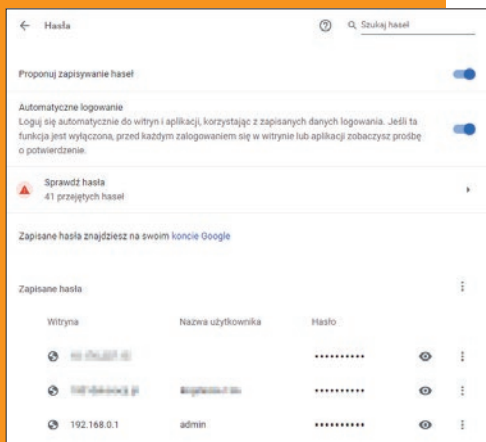 Hasła
Szukaj haseł
Proponuj zapisywanie haseł
Automatyczne logowanie
Loguj się automatycznie do witryn i aplikacji, korzystając z zapisanych danych logowania. Jeśli ta
funkcja jest wyłączona, przed każdym zalogowaniem się w witrynie lub aplikacji zobaczysz prośbę
o potwierdzenie.
Sprawdź hasła
41 przejętych haseł
Zapisane hasła znajdziesz na swoim koncie Google
Zapisane hasła
Witryna Nazwa użytkownika Hasło
••••••••••
••••••••••
192.168.0.1 admin ••••••••••